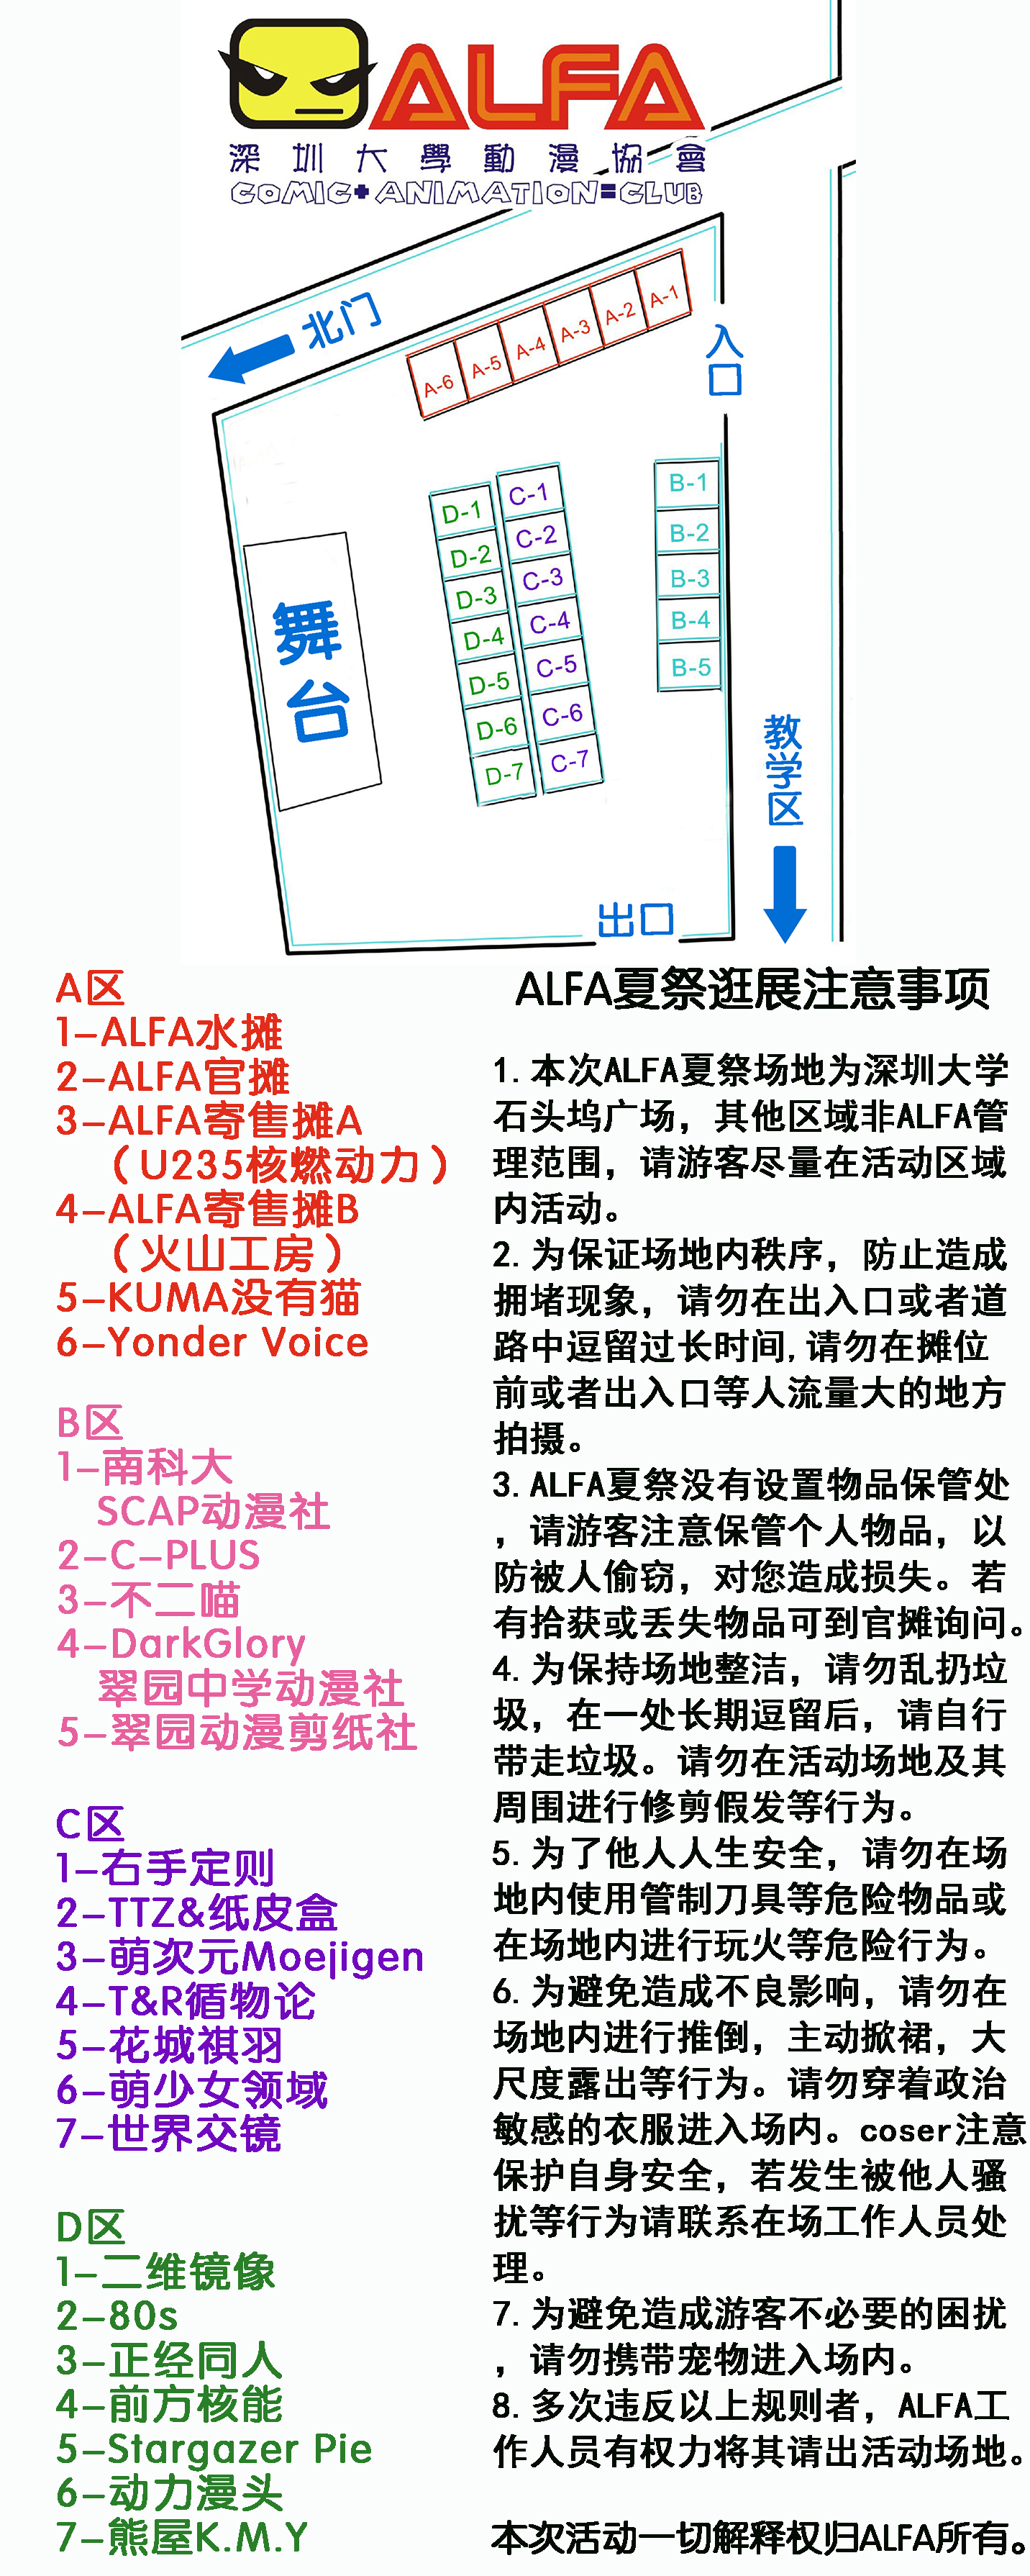 ALFA
深圳大學動漫協會
COMIC+ANIMATION=CLUB
北门
A-1
A-2
A-3
A-4
A-5
A-6
入口
B-1
B-2
B-3
B-4
B-5
C-1
C-2
C-3
C-4
C-5
C-6
C-7
D-1
D-2
D-3
D-4
D-5
D-6
D-7
舞台
教学区
出口
A区
1-ALFA水摊
2-ALFA官摊
3-ALFA寄售摊A
（U235核燃动力）
4-ALFA寄售摊B
（火山工房）
5-KUMA没有猫
6-Yonder Voice
B区
1-南科大
SCAP动漫社
2-C-PLUS
3-不二喵
4-DarkGlory
翠园中学动漫社
5-翠园动漫剪纸社
C区
1-右手定则
2-TTZ&纸皮盒
3-萌次元Moejigen
4-T&R循物论
5-花城祺羽
6-萌少女领域
7-世界交镜
D区
1-二维镜像
2-80s
3-正经同人
4-前方核能
5-Stargazer Pie
6-动力漫头
7-熊屋K.M.Y
ALFA夏祭逛展注意事项
1.本次ALFA夏祭场地为深圳大学
石头坞广场，其他区域非ALFA管
理范围，请游客尽量在活动区域
内活动。
2.为保证场地内秩序，防止造成
拥堵现象，请勿在出入口或者道
路中逗留过长时间,请勿在摊位
前或者出入口等人流量大的地方
拍摄。
3.ALFA夏祭没有设置物品保管处
，请游客注意保管个人物品，以
防被人偷窃，对您造成损失。若
有拾获或丢失物品可到官摊询问。
4.为保持场地整洁，请勿乱扔垃
圾，在一处长期逗留后，请自行
带走垃圾。请勿在活动场地及其
周围进行修剪假发等行为。
5.为了他人人生安全，请勿在场
地内使用管制刀具等危险物品或
在场地内进行玩火等危险行为。
6.为避免造成不良影响，请勿在
场地内进行推倒，主动掀裙，大
尺度露出等行为。请勿穿着政治
敏感的衣服进入场内。coser注意
保护自身安全，若发生被他人骚
扰等行为请联系在场工作人员处
理。
7.为避免造成游客不必要的困扰
，请勿携带宠物进入场内。
8.多次违反以上规则者，ALFA工
作人员有权力将其请出活动场地。
本次活动一切解释权归ALFA所有。